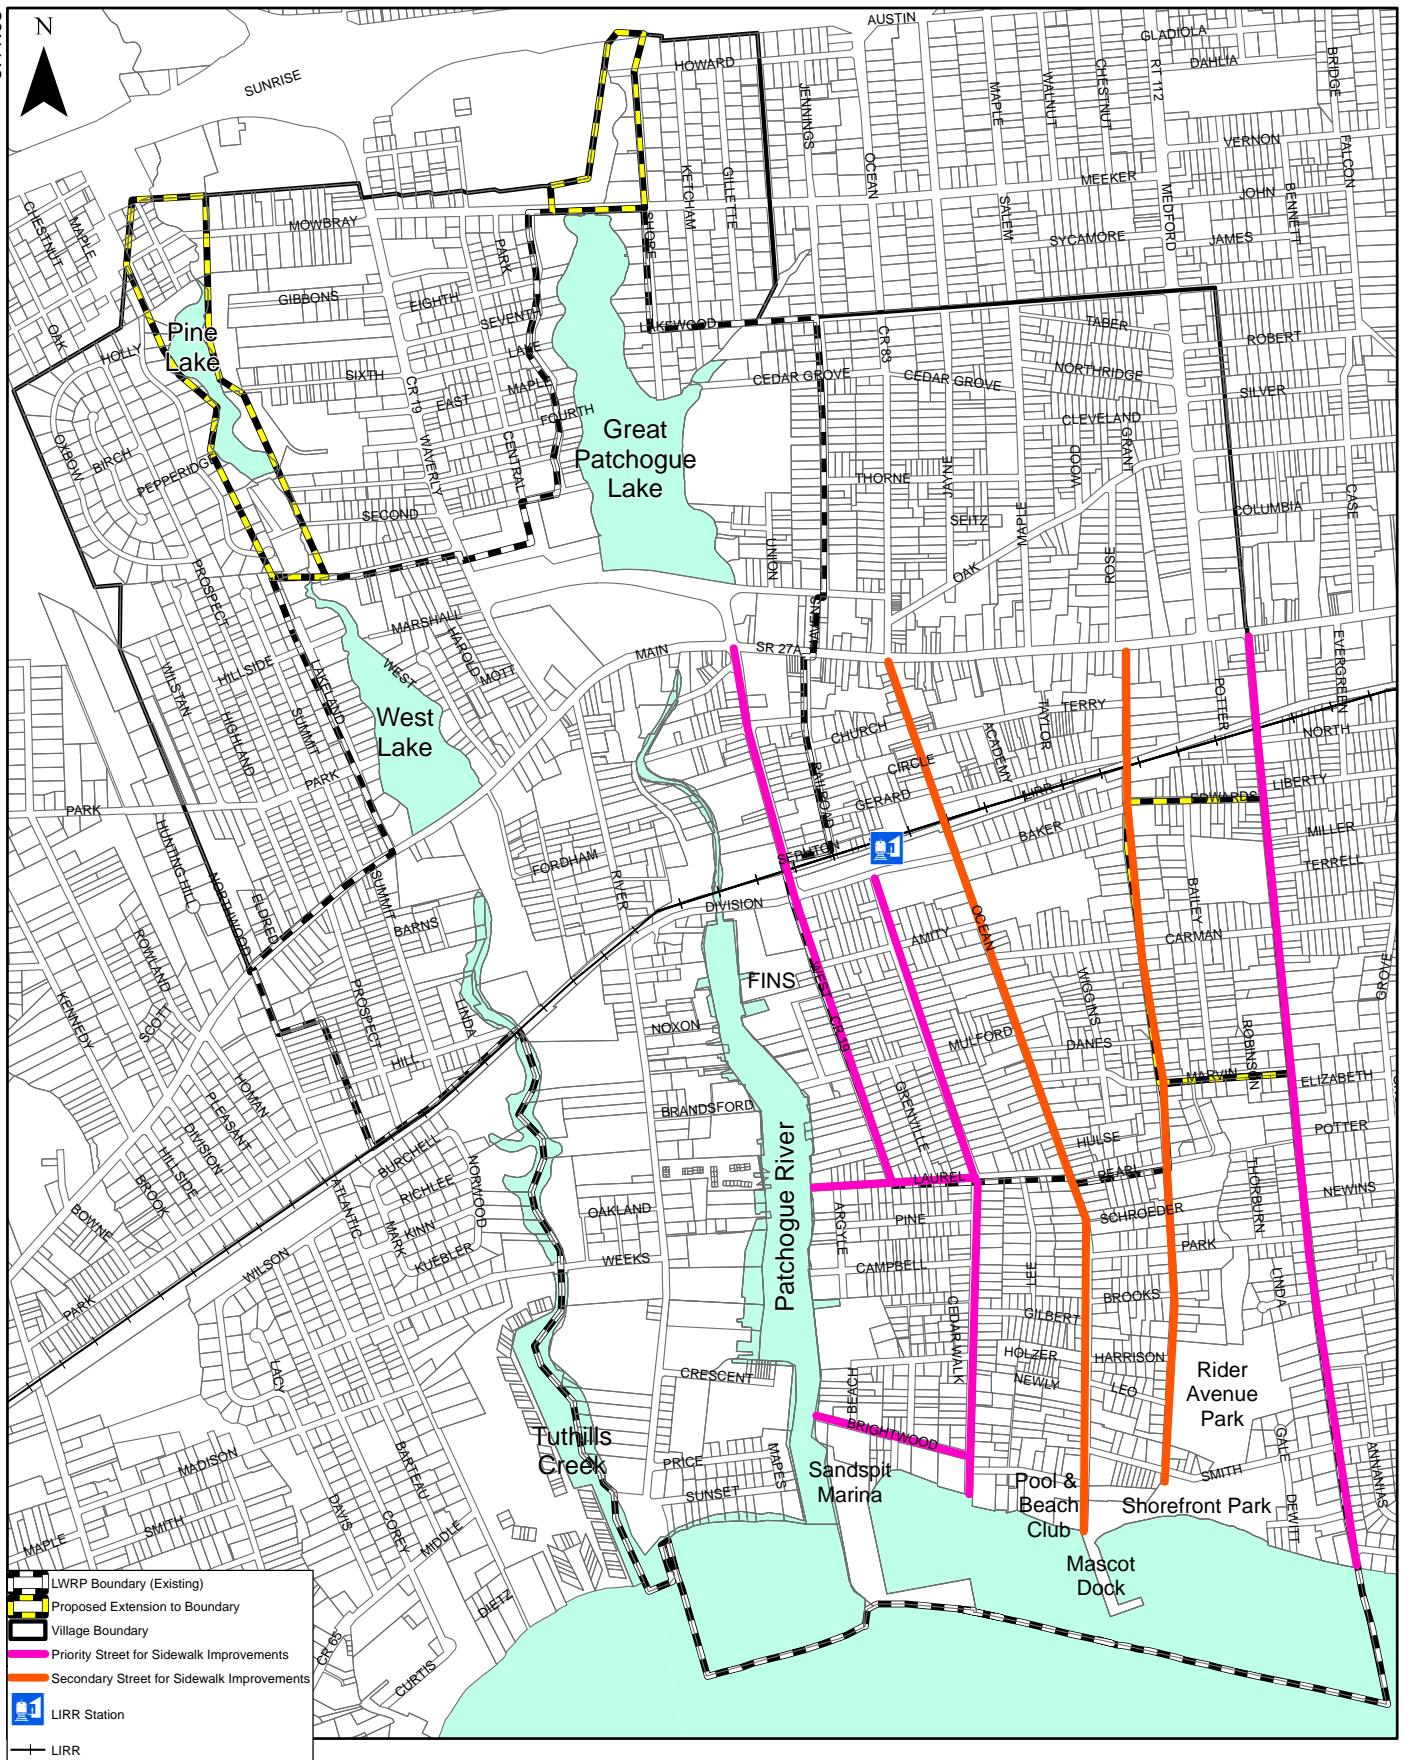 N
AUSTIN
GLADIOLA
DAHLIA
RT 112
BRIDGE
HOWARD
SUNRISE
JENNINGS
MAPLE
WALNUT
CHESTNUT
VERNON
FALCON
OCEAN
KETCHAM
GILLETTE
MEEKER
JOHN
BENNETT
CHESTNUT
MAPLE
MOWBRAY
SHORE
SALEM
MEDFORD
SYCAMORE
JAMES
PARK
GIBBONS
EIGHTH
SEVENTH
LAKEWOOD
CR 83
TABER
ROBERT
OAK
HOLLY
Pine
Lake
LAKE
SIXTH
CR 19
EAST
MAPLE
FOURTH
CEDAR GROVE
CEDAR GROVE
NORTHRIDGE
SILVER
CLEVELAND
GRANT
OXBOW
BIRCH
PEPPERIDGE
WAVERLY
CENTRAL
Great
Patchogue
Lake
THORNE
JAYNE
COOM
CASE
SECOND
SEITZ
MAPLE
COLUMBIA
UNION
OAK
ROSE
PROSPECT
MARSHALL
HAROLD
MOTT
HAVENS
MAIN
SR 27A
EVERGREEN
WILSTAN
HILLSIDE
LAKELAND
WEST
HIGHLAND
SUMMIT
West
Lake
POTTER
TERRY
TAYLOR
ACADEMY
CHURCH
CIRCLE
NORTH
PARK
PARK
RAILROAD
GERARD
LIRR
EDWARDS
LIBERTY
HUNTING HILL
BAKER
MILLER
TERRELL
FORDHAM
SUMMIT
RIVER
NORTHWOOD
ELDRED
DIVISION
BAILEY
BARNS
OCEAN
AMITY
CARMAN
ROWLAND
SCOTT
KENNEDY
PROSPECT
LINDA
FINS
WEST
CR 19
WIGGINS
GROVE
NOXON
MULFORD
DANES
ROBINSON
HILL
HOMAN
PLEASANT
MARVIN
ELIZABETH
GRENVILLE
BRANDSFORD
DIVISION
HILLSIDE
BROOK
BURCHELL
HULSE
POTTER
Patchogue River
LAUREL
PEARL
THORBURN
NEWINS
BOWNE
RICHLEE
NORWOOD
ATLANTIC
MARK
KINN
KUEBLER
OAKLAND
ARGYLE
PINE
SCHROEDER
WILSON
WEEKS
CAMPBELL
PARK
LEE
LINDA
PARK
CEDAR WALK
GILBERT
BROOKS
LACY
CRESCENT
HOLZER
NEWLY
HARRISON
LEO
Rider
Avenue
Park
BEACH
BRIGHTWOOD
GALE
Tuthills
Creek
MADISON
BARTEAU
PRICE
MAPES
Sandspit
Marina
SMITH
ANNANIAS
DAVIS
COREY
MIDDLE
SUNSET
Pool &
Beach
Club
Shorefront Park
DEWITT
MAPLE
SMITH
Mascot
Dock
DIETZ
CR 65
CURTIS
LWRP Boundary (Existing)
Proposed Extension to Boundary
Village Boundary
Priority Street for Sidewalk Improvements
Secondary Street for Sidewalk Improvements
LIRR Station
LIRR